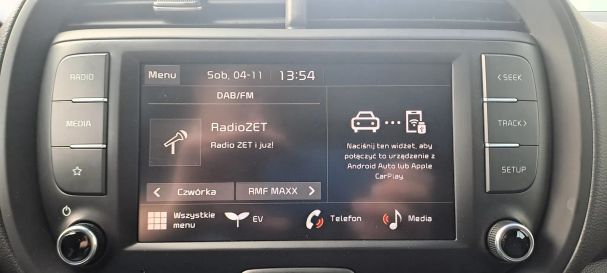 Menu
Sob, 04-11
13:54
DAB/FM
RadioZET
Radio ZET i już!
Czwórka
RMF MAXX
Naciśnij ten widżet, aby
połączyć to urządzenie z
Android Auto lub Apple
CarPlay.
Wszystkie
menu
EV
Telefon
Media
RADIO
MEDIA
< SEEK
TRACK >
SETUP